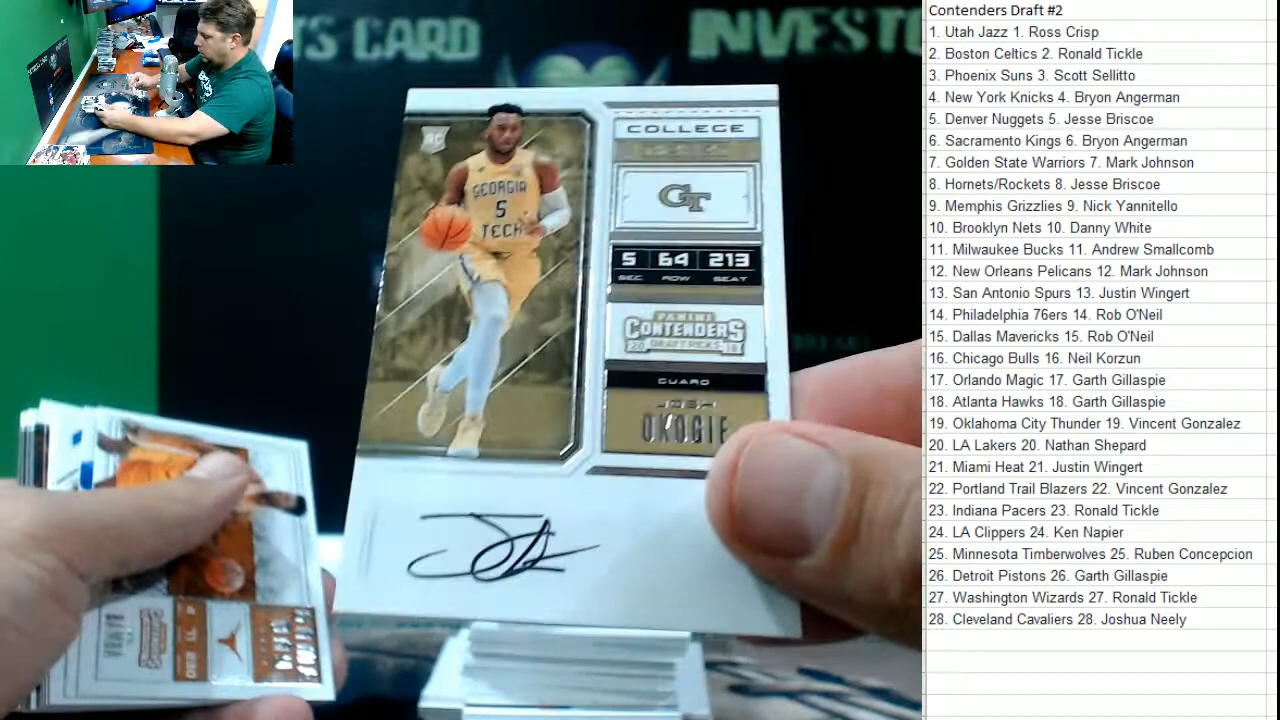 TS CARD INVESTO
RC
GEORGIA
5
TECH
COLLEGE
GT
5 64 213
SEC ROW SEAT
PANINI
CONTENDERS
20 DRAFT PICKS 18
GUARD
JOSH
OKOGIE
Contenders Draft #2
1. Utah Jazz 1. Ross Crisp
2. Boston Celtics 2. Ronald Tickle
3. Phoenix Suns 3. Scott Sellitto
4. New York Knicks 4. Bryon Angerman
5. Denver Nuggets 5. Jesse Briscoe
6. Sacramento Kings 6. Bryon Angerman
7. Golden State Warriors 7. Mark Johnson
8. Hornets/Rockets 8. Jesse Briscoe
9. Memphis Grizzlies 9. Nick Yannitello
10. Brooklyn Nets 10. Danny White
11. Milwaukee Bucks 11. Andrew Smallcomb
12. New Orleans Pelicans 12. Mark Johnson
13. San Antonio Spurs 13. Justin Wingert
14. Philadelphia 76ers 14. Rob O'Neil
15. Dallas Mavericks 15. Rob O'Neil
16. Chicago Bulls 16. Neil Korzun
17. Orlando Magic 17. Garth Gillaspie
18. Atlanta Hawks 18. Garth Gillaspie
19. Oklahoma City Thunder 19. Vincent Gonzalez
20. LA Lakers 20. Nathan Shepard
21. Miami Heat 21. Justin Wingert
22. Portland Trail Blazers 22. Vincent Gonzalez
23. Indiana Pacers 23. Ronald Tickle
24. LA Clippers 24. Ken Napier
25. Minnesota Timberwolves 25. Ruben Concepcion
26. Detroit Pistons 26. Garth Gillaspie
27. Washington Wizards 27. Ronald Tickle
28. Cleveland Cavaliers 28. Joshua Neely